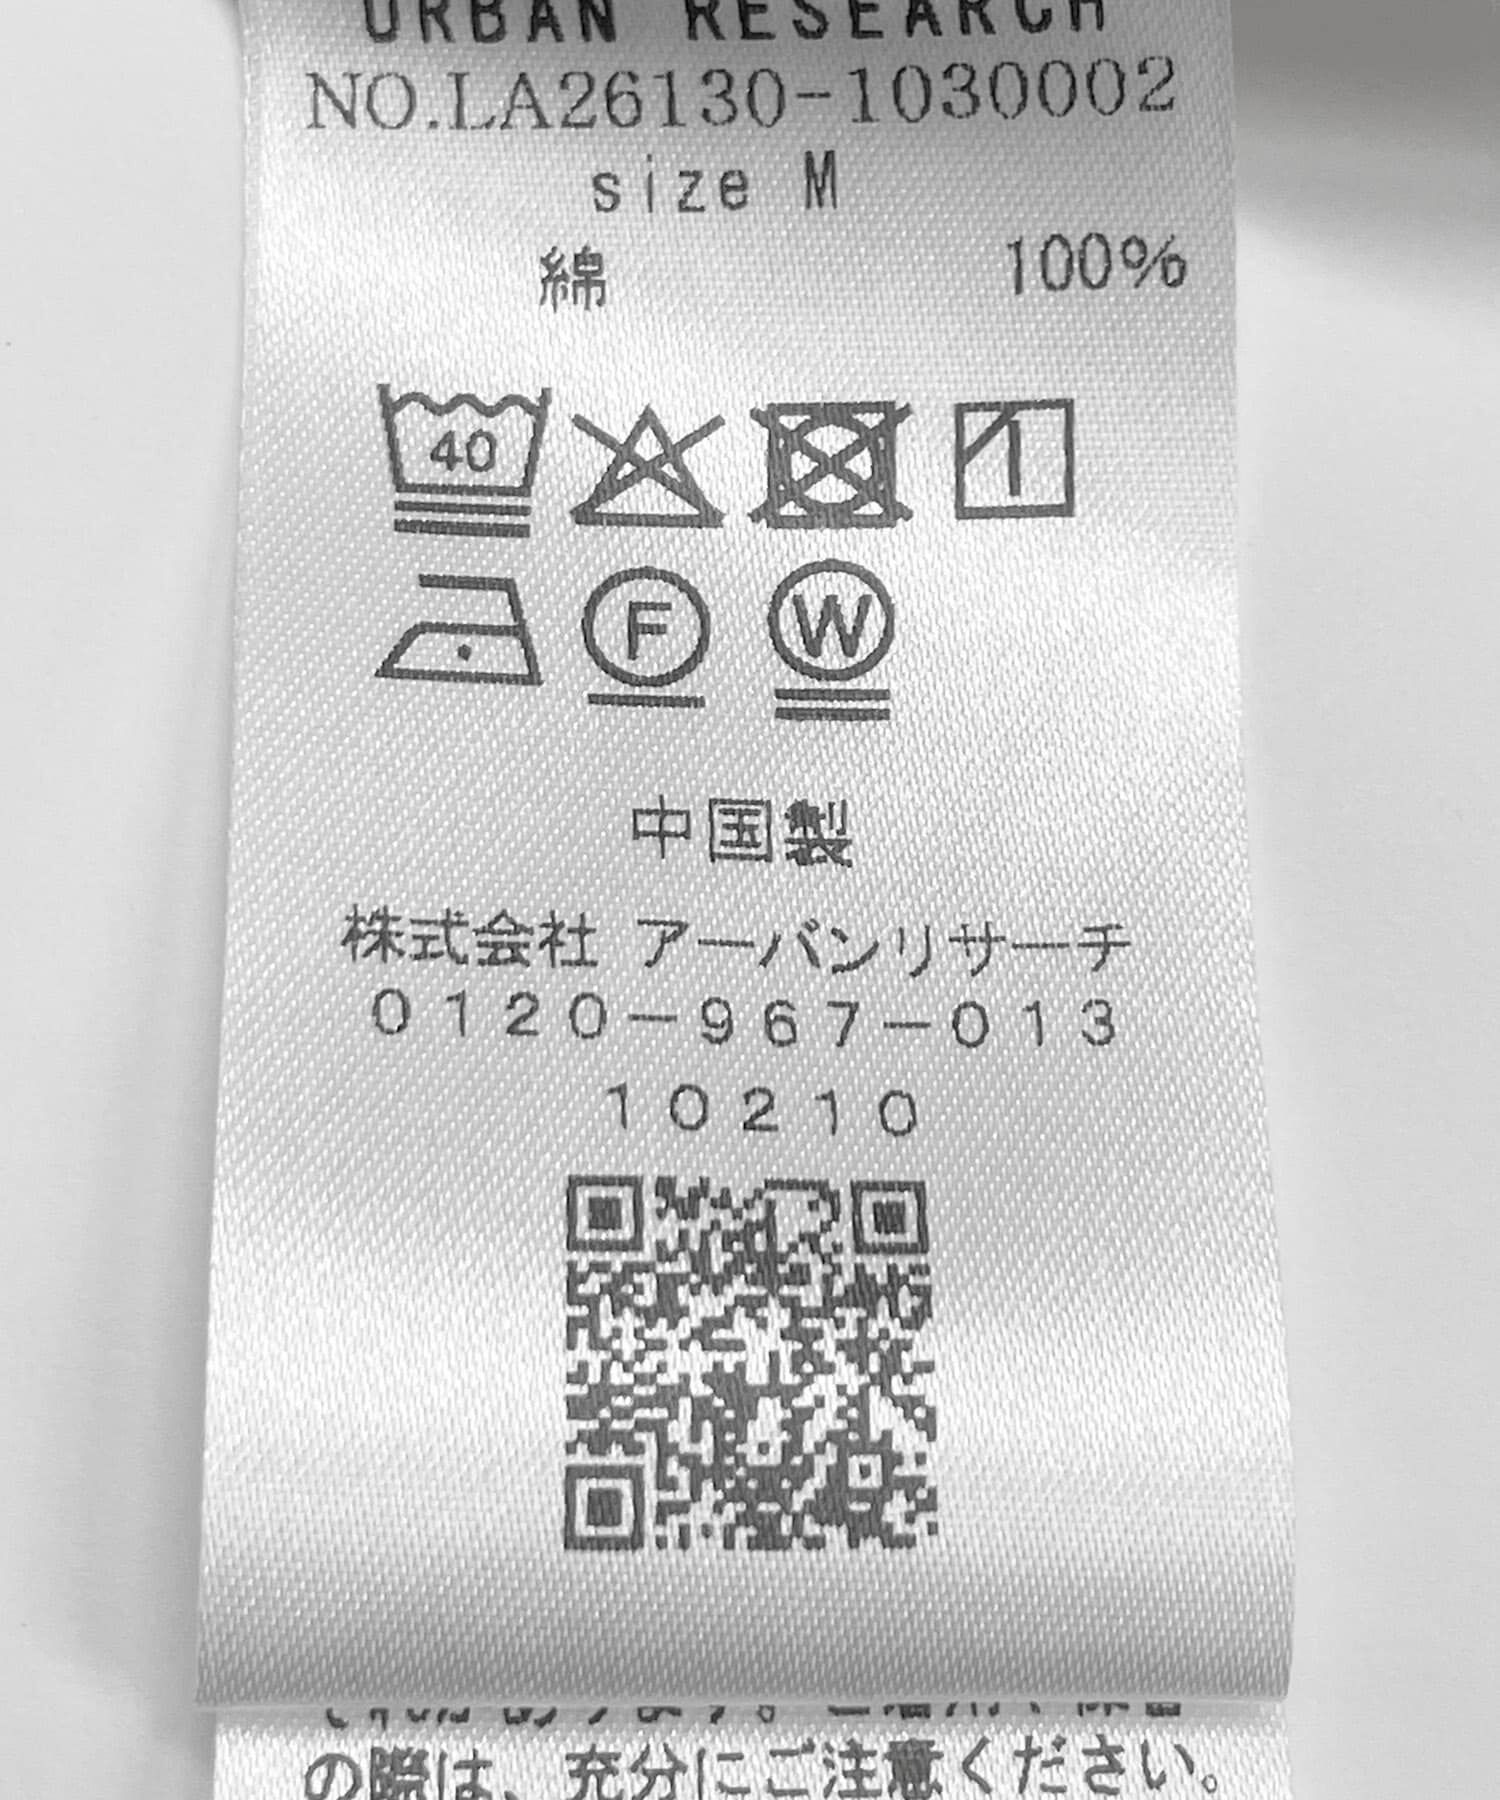 URBAN RESEARCH
NO.LA26130-1030002
size M
綿 100%
40
F W
中国製
株式会社 アーバンリサーチ
0120-967-013
10210
の際は、充分にご注意ください。